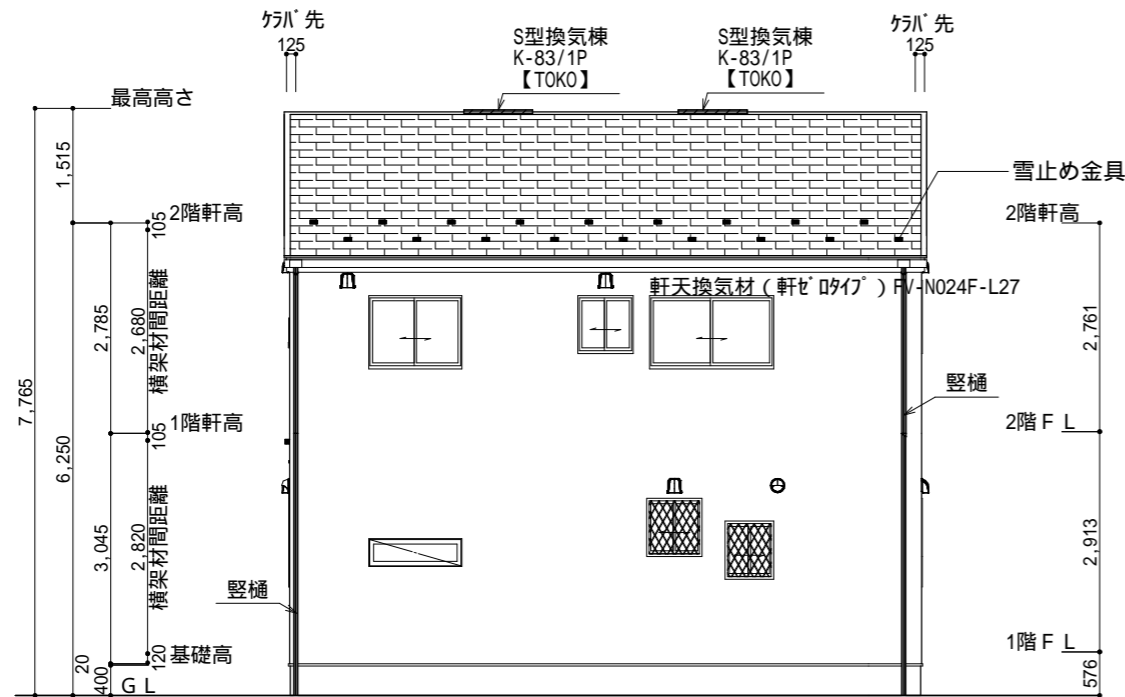 ｹﾗﾊﾞ先
125
S型換気棟
K-83/1P
【TOKO】
S型換気棟
K-83/1P
【TOKO】
ｹﾗﾊﾞ先
125
最高高さ
1,515
雪止め金具
105
2階軒高
2階軒高
軒天換気材（軒ｾﾞﾛﾀｲﾌﾟ）FV-N024F-L27
2,785
2,680
横架材間距離
2,761
7,765
竪樋
6,250
105
1階軒高
2階ＦＬ
3,045
2,820
横架材間距離
2,913
竪樋
1階ＦＬ
20
120
基礎高
400
ＧＬ
576